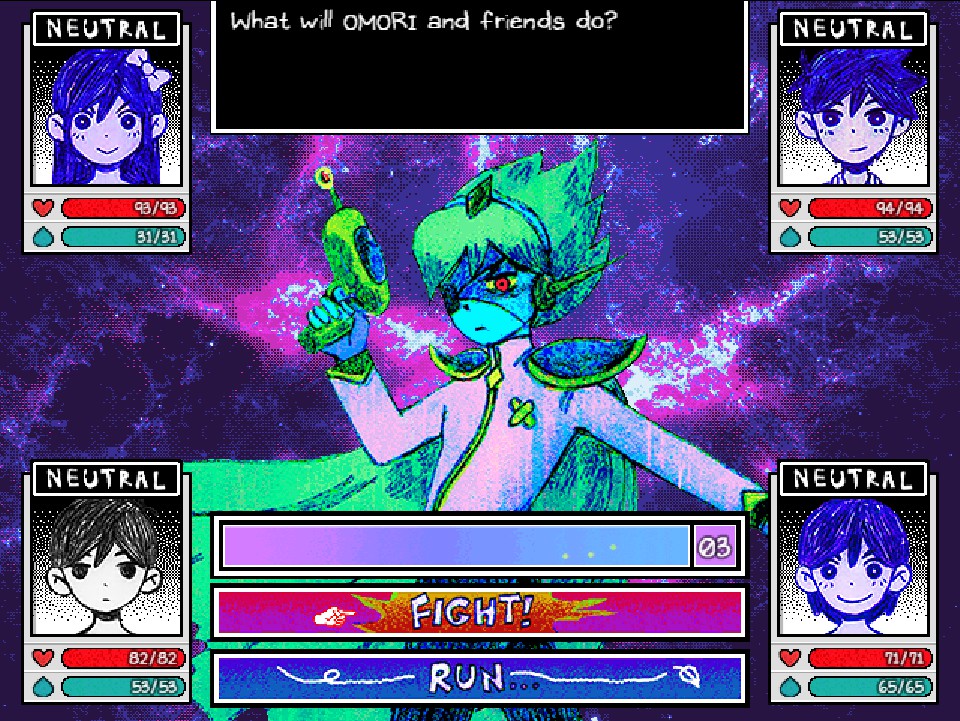 What will OMORI and friends do?
NEUTRAL
93/93
31/31
NEUTRAL
94/94
53/53
NEUTRAL
82/82
53/53
03
FIGHT!
RUN...
NEUTRAL
71/71
65/65